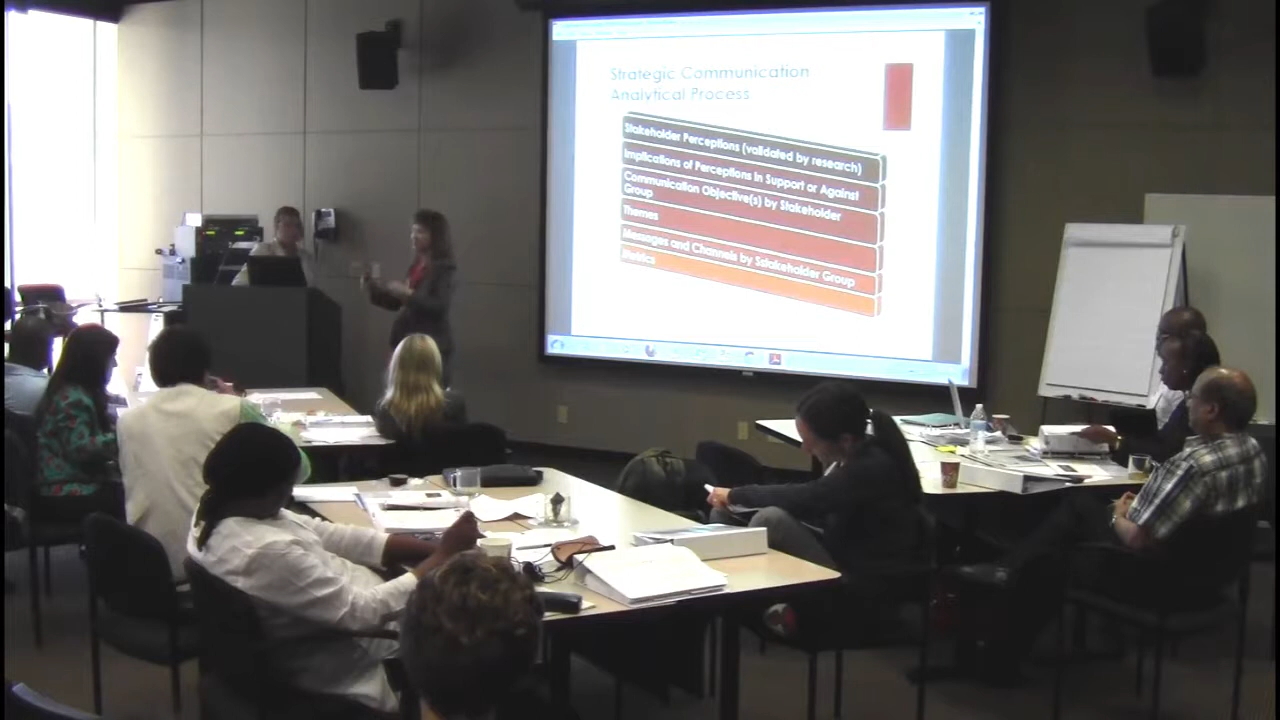 Strategic Communication
Analytical Process
Stakeholder Perceptions (validated by research)
Implications of Perceptions in Support or Against
Communication Objective(s) by Stakeholder
Group
Themes
Messages and Channels by Sstakeholder Group
Metrics